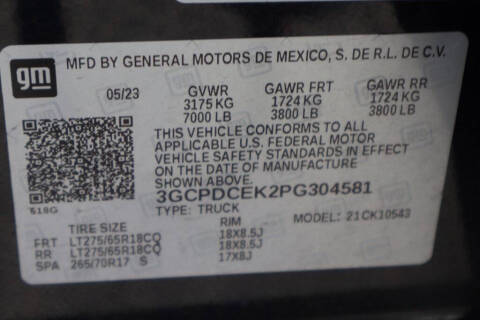 gm
MFD BY GENERAL MOTORS DE MEXICO, S. DE R.L. DE C.V.
05/23 GVWR GAWR FRT GAWR RR
3175 KG 1724 KG 1724 KG
7000 LB 3800 LB 3800 LB
THIS VEHICLE CONFORMS TO ALL
APPLICABLE U.S. FEDERAL MOTOR
VEHICLE SAFETY STANDARDS IN EFFECT
ON THE DATE OF MANUFACTURE
SHOWN ABOVE.
3GCPDCEK2PG304581
618G TYPE: TRUCK MODEL: 21CK10543
TIRE SIZE RIM
FRT LT275/65R18CQ 18X8.5J
RR LT275/65R18CQ 18X8.5J
SPA 265/70R17 S 17X8J